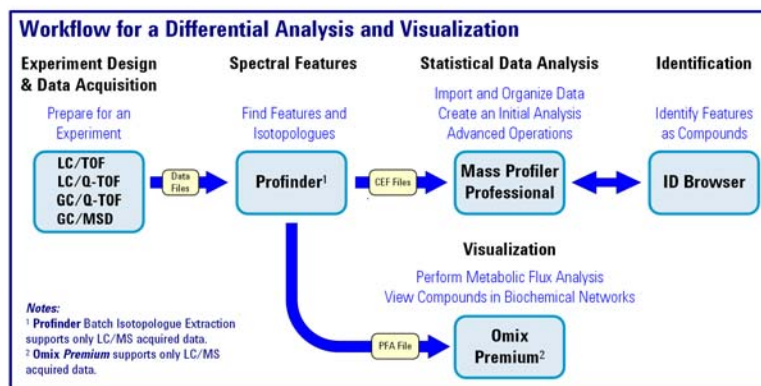 Workflow for a Differential Analysis and Visualization
Experiment Design
& Data Acquisition
Spectral Features
Statistical Data Analysis
Identification
Prepare for an
Experiment
Find Features and
Isotopologues
Import and Organize Data
Create an Initial Analysis
Advanced Operations
Identify Features
as Compounds
LC/TOF
LC/Q-TOF
GC/Q-TOF
GC/MSD
Data
Files
Profinder¹
CEF Files
Mass Profiler
Professional
ID Browser
Visualization
Perform Metabolic Flux Analysis
View Compounds in Biochemical Networks
PFA File
Omix
Premium²
Notes:
¹ Profinder Batch Isotopologue Extraction
supports only LC/MS acquired data.
² Omix Premium supports only LC/MS
acquired data.